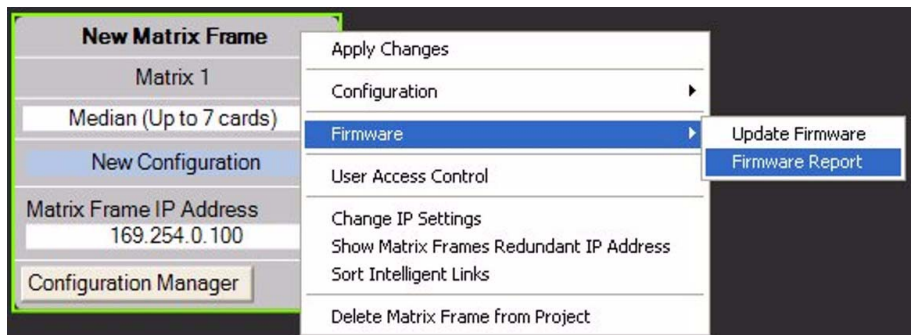 New Matrix Frame
Matrix 1
Median (Up to 7 cards)
New Configuration
Matrix Frame IP Address
169.254.0.100
Configuration Manager
Apply Changes
Configuration
Firmware
User Access Control
Change IP Settings
Show Matrix Frames Redundant IP Address
Sort Intelligent Links
Delete Matrix Frame from Project
Update Firmware
Firmware Report